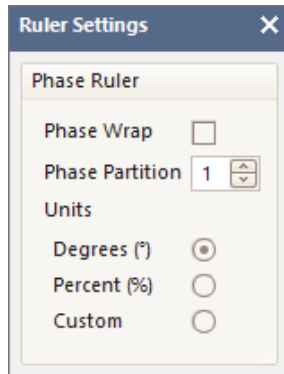 Ruler Settings
Phase Ruler
Phase Wrap
Phase Partition 1
Units
Degrees (°)
Percent (%)
Custom